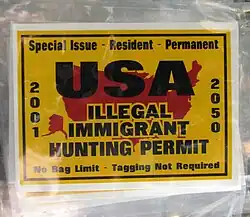 Special Issue - Resident - Permanent
USA
2001
2050
ILLEGAL
IMMIGRANT
HUNTING PERMIT
No Bag Limit - Tagging Not Required